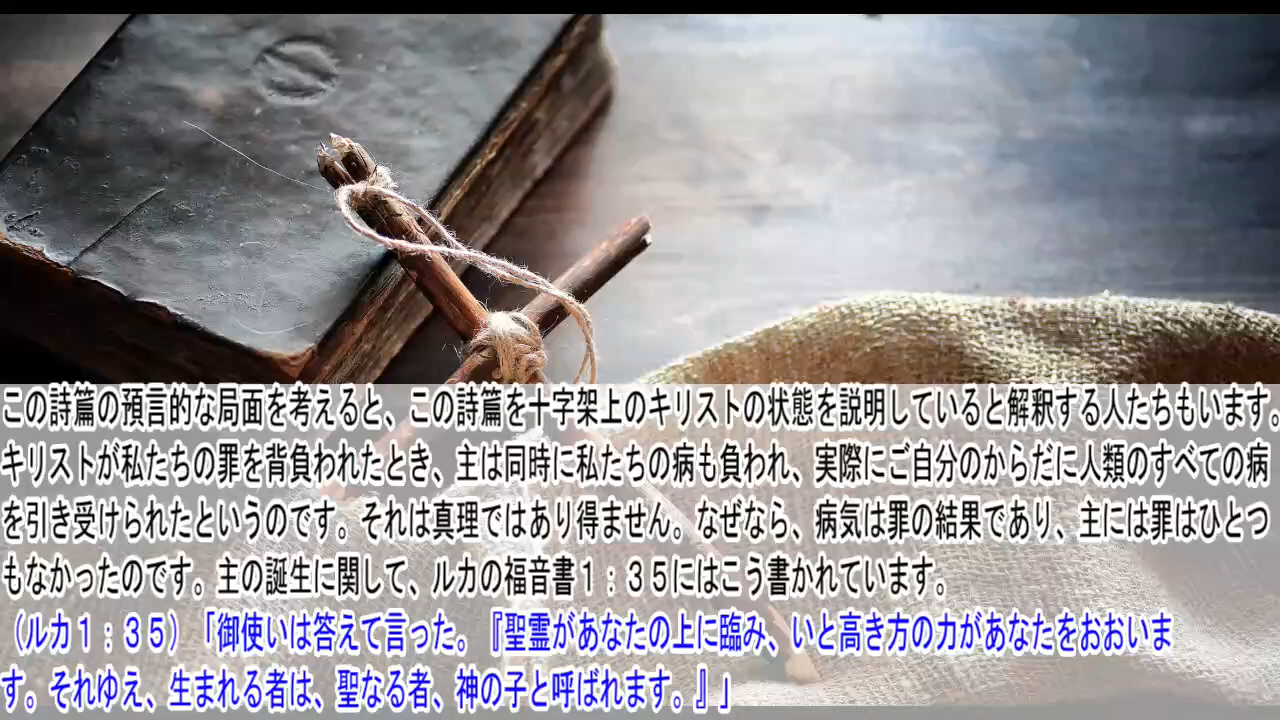 この詩篇の預言的な局面を考えると、この詩篇を十字架上のキリストの状態を説明していると解釈する人たちもいます。
キリストが私たちの罪を背負われたとき、主は同時に私たちの病も負われ、実際にご自分のからだに人類のすべての病
を引き受けられたというのです。それは真理ではあり得ません。なぜなら、病気は罪の結果であり、主には罪はひとつ
もなかったのです。主の誕生に関して、ルカの福音書１：３５にはこう書かれています。
（ルカ１：３５）「御使いは答えて言った。『聖霊があなたの上に臨み、いと高き方の力があなたをおおいま
す。それゆえ、生まれる者は、聖なる者、神の子と呼ばれます。』」